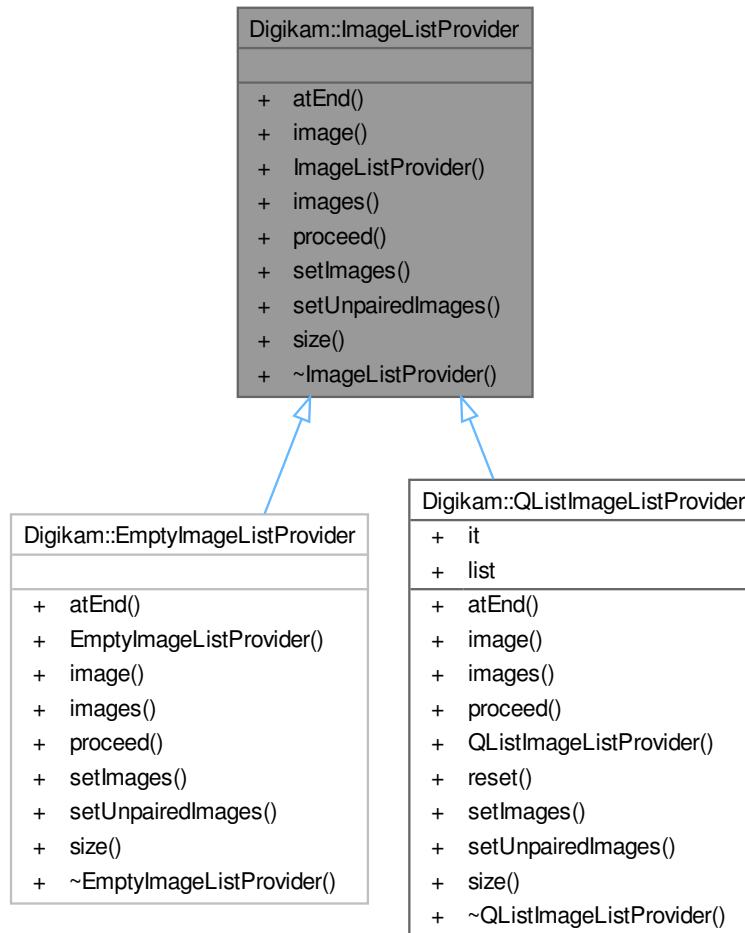 Digikam::ImageListProvider
+ atEnd()
+ image()
+ ImageListProvider()
+ images()
+ proceed()
+ setImages()
+ setUnpairedImages()
+ size()
+ ~ImageListProvider()
Digikam::EmptyImageListProvider
+ atEnd()
+ EmptyImageListProvider()
+ image()
+ images()
+ proceed()
+ setImages()
+ setUnpairedImages()
+ size()
+ ~EmptyImageListProvider()
Digikam::QListImageListProvider
+ it
+ list
+ atEnd()
+ image()
+ images()
+ proceed()
+ QListImageListProvider()
+ reset()
+ setImages()
+ setUnpairedImages()
+ size()
+ ~QListImageListProvider()